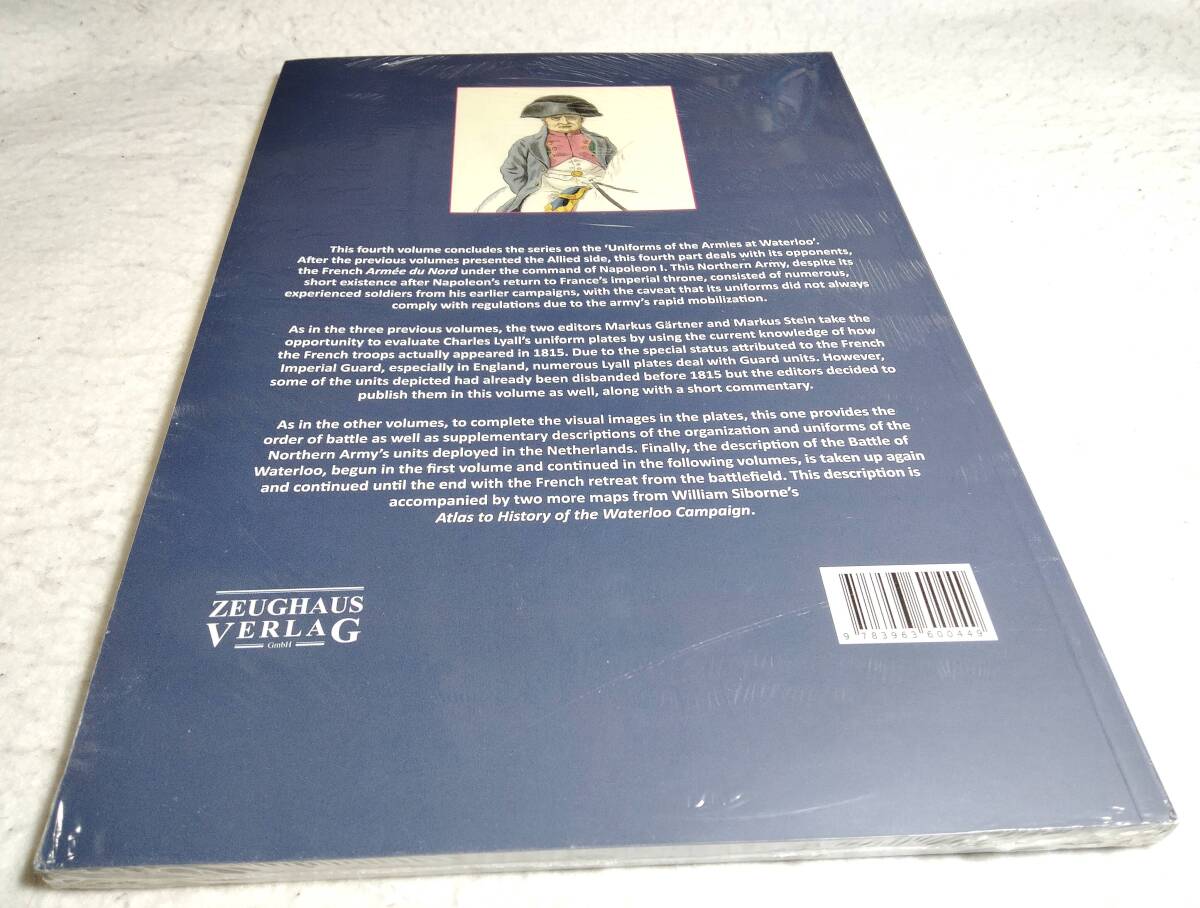 This fourth volume concludes the series on the ‘Uniforms of the Armies at Waterloo’.
After the previous volumes presented the Allied side, this fourth part deals with its opponents,
the French Armée du Nord under the command of Napoleon I. This Northern Army, despite its
short existence after Napoleon’s return to France’s imperial throne, consisted of numerous,
experienced soldiers from his earlier campaigns, with the caveat that its uniforms did not always
comply with regulations due to the army’s rapid mobilization.
As in the three previous volumes, the two editors Markus Gärtner and Markus Stein take the
opportunity to evaluate Charles Lyall’s uniform plates by using the current knowledge of how
the French troops actually appeared in 1815. Due to the special status attributed to the French
Imperial Guard, especially in England, numerous Lyall plates deal with Guard units. However,
some of the units depicted had already been disbanded before 1815 but the editors decided to
publish them in this volume as well, along with a short commentary.
As in the other volumes, to complete the visual images in the plates, this one provides the
order of battle as well as supplementary descriptions of the organization and uniforms of the
Northern Army’s units deployed in the Netherlands. Finally, the description of the Battle of
Waterloo, begun in the first volume and continued in the following volumes, is taken up again
and continued until the end with the French retreat from the battlefield. This description is
accompanied by two more maps from William Siborne’s
Atlas to History of the Waterloo Campaign.
ZEUGHAUS
VERLAG
GmbH
9 783963 600449